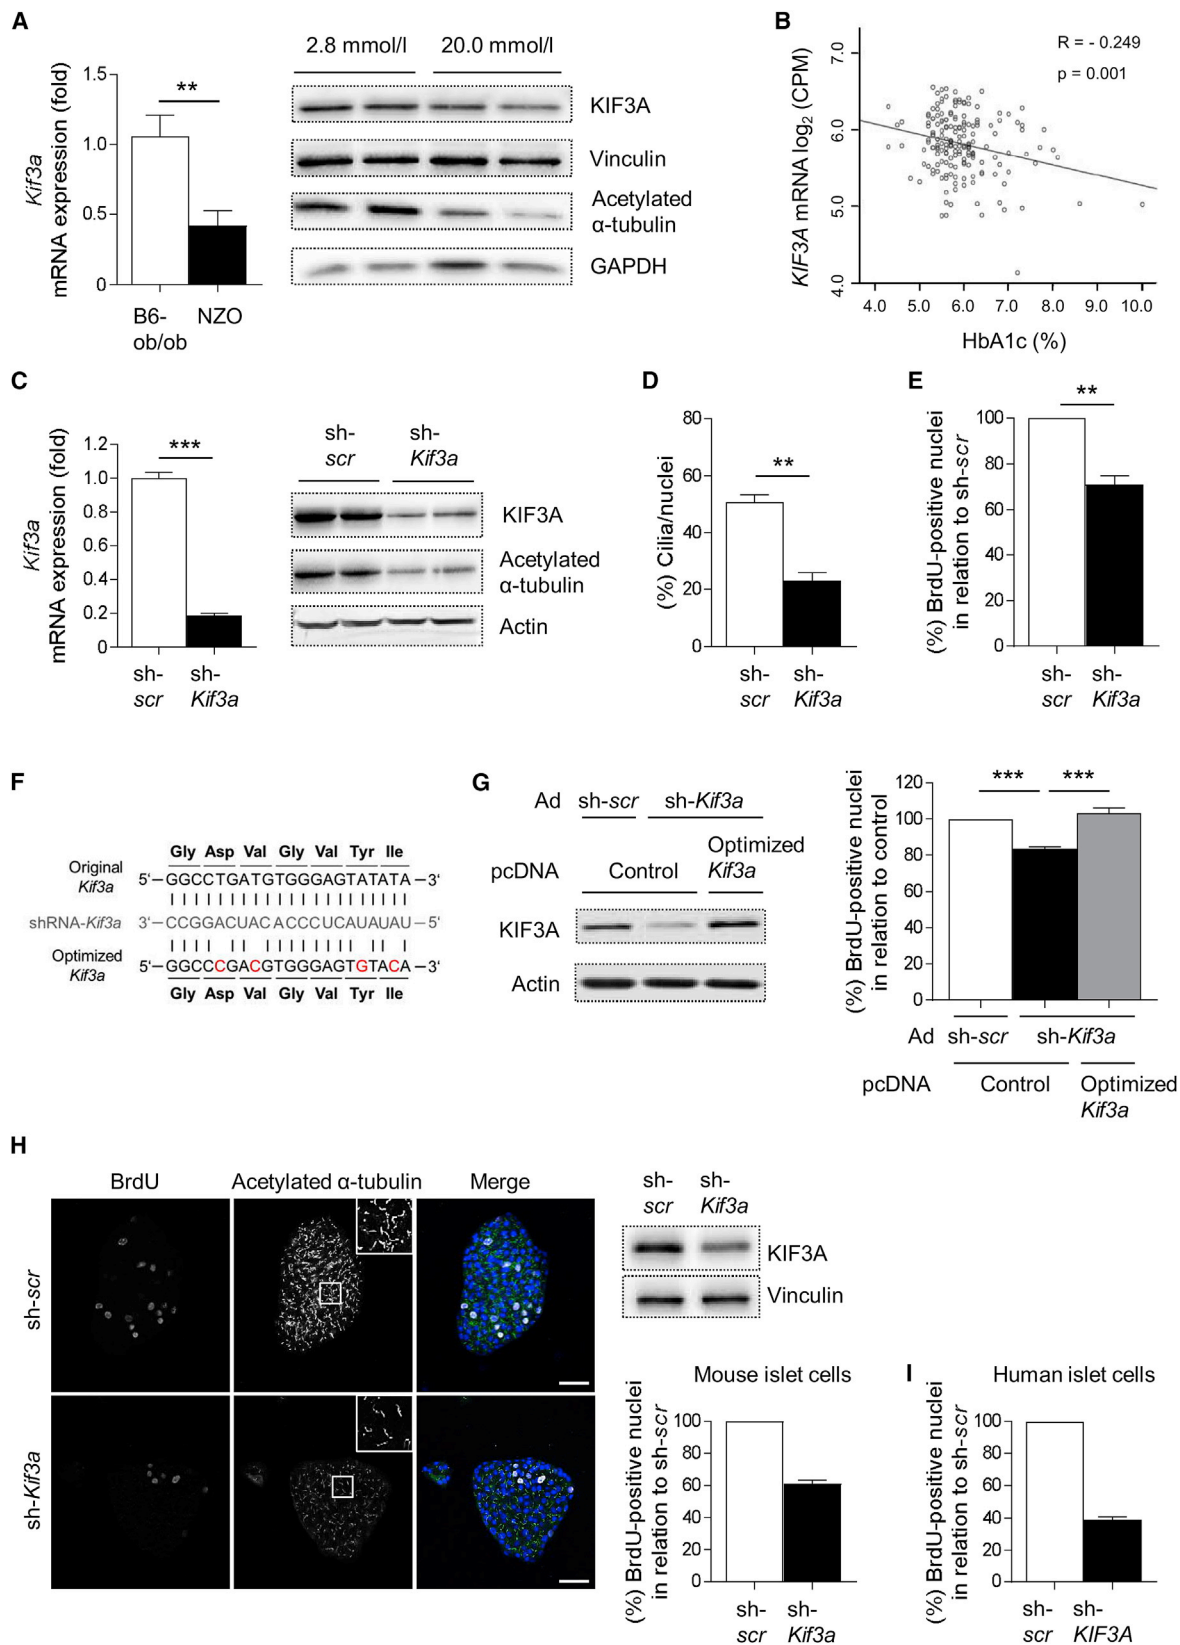 A
Kif3a
mRNA expression (fold)
1.5
1.0
0.5
0
**
B6-
ob/ob
NZO
2.8 mmol/l
20.0 mmol/l
KIF3A
Vinculin
Acetylated
α-tubulin
GAPDH
B
KIF3A mRNA log2 (CPM)
7.0
6.0
5.0
4.0
R = - 0.249
p = 0.001
4.0 5.0 6.0 7.0 8.0 9.0 10.0
HbA1c (%)
C
Kif3a
mRNA expression (fold)
1.2
1.0
0.8
0.6
0.4
0.2
0
***
sh-
scr
sh-
Kif3a
sh-
scr
sh-
Kif3a
KIF3A
Acetylated
α-tubulin
Actin
D
(%) Cilia/nuclei
80
60
40
20
0
**
sh-
scr
sh-
Kif3a
E
(%) BrdU-positive nuclei
in relation to sh-scr
100
80
60
40
20
0
**
sh-
scr
sh-
Kif3a
F
Gly Asp Val Gly Val Tyr Ile
Original
Kif3a
5‘ GGCCTGATGTGGGAGTATATA 3‘
shRNA-Kif3a
3‘ CCGGACUACACCCUCAUAUAU 5‘
Optimized
Kif3a
5‘ GGCCCGACGTGGGAGTGTACA 3‘
Gly Asp Val Gly Val Tyr Ile
G
Ad sh-scr sh-Kif3a
pcDNA Control
Optimized
Kif3a
KIF3A
Actin
(%) BrdU-positive nuclei
in relation to control
120
100
80
60
40
20
0
*** ***
Ad sh-scr sh-Kif3a
pcDNA Control Optimized
Kif3a
H
BrdU Acetylated α-tubulin Merge
sh-scr
sh-Kif3a
sh-
scr
sh-
Kif3a
KIF3A
Vinculin
Mouse islet cells
(%) BrdU-positive nuclei
in relation to sh-scr
100
80
60
40
20
0
sh-
scr
sh-
Kif3a
I
Human islet cells
(%) BrdU-positive nuclei
in relation to sh-scr
100
80
60
40
20
0
sh-
scr
sh-
KIF3A